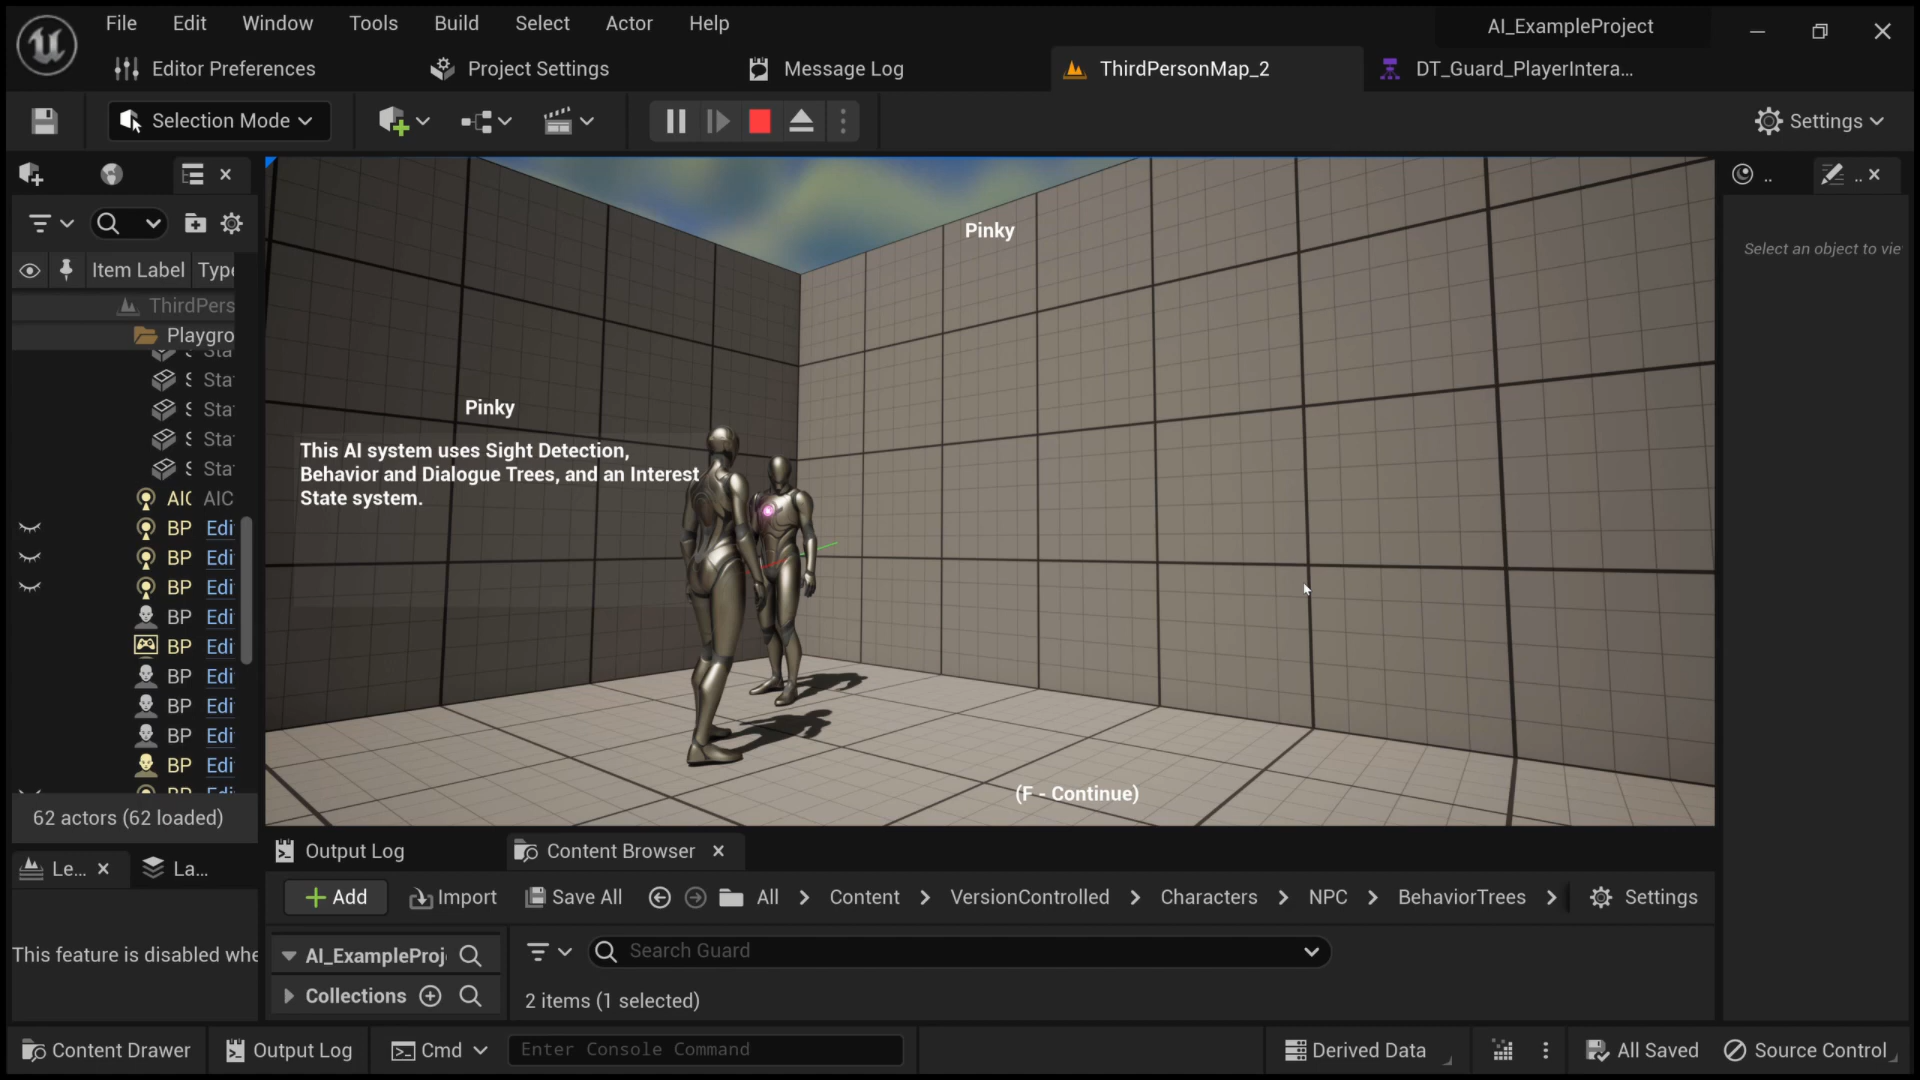 File Edit Window Tools Build Select Actor Help
AI_ExampleProject
Editor Preferences
Project Settings
Message Log
ThirdPersonMap_2
DT_Guard_PlayerIntera...
Selection Mode
Settings
Item Label Type
ThirdPers
Playgro
Sta
Sta
Sta
Sta
Sta
AIC AIC
BP Edi
BP Edi
BP Edi
BP Edi
BP Edi
BP Edi
BP Edi
BP Edi
BP Edi
62 actors (62 loaded)
Le...
La...
This feature is disabled whe
Pinky
Pinky
This AI system uses Sight Detection,
Behavior and Dialogue Trees, and an Interest
State system.
(F - Continue)
Select an object to vie
Output Log
Content Browser
Add Import Save All All > Content > VersionControlled > Characters > NPC > BehaviorTrees > Settings
AI_ExampleProj
Search Guard
Collections
2 items (1 selected)
Content Drawer Output Log Cmd Enter Console Command Derived Data All Saved Source Control